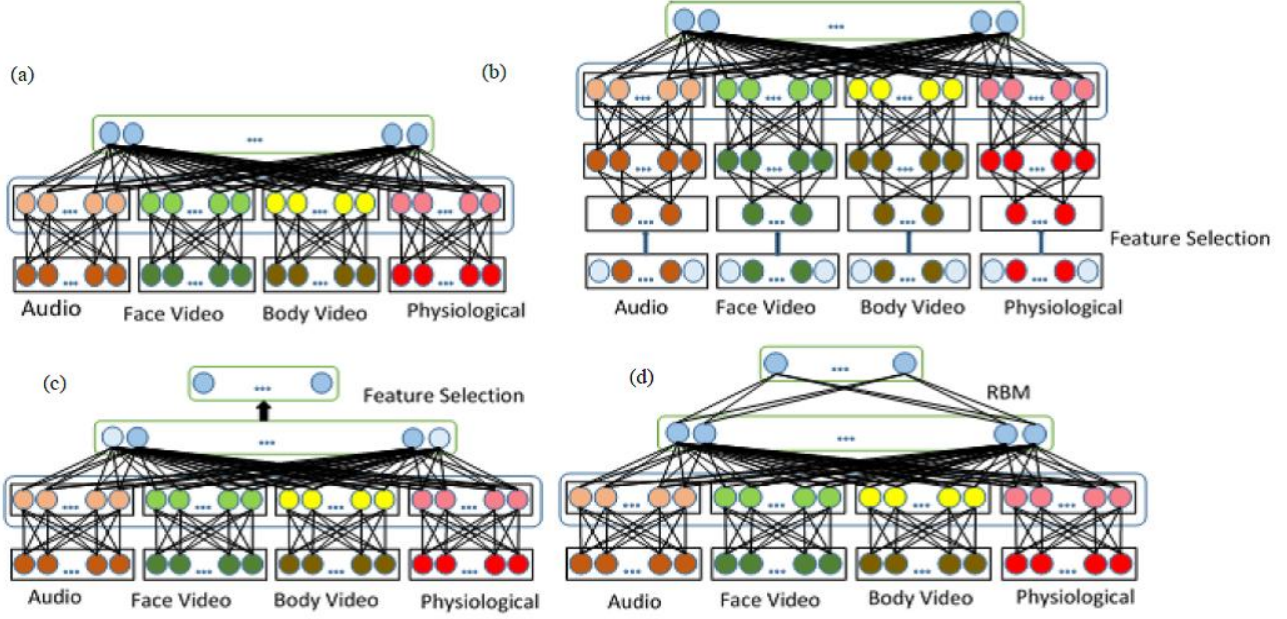 (a)
Audio
Face Video
Body Video
Physiological
(b)
Feature Selection
Audio
Face Video
Body Video
Physiological
(c)
Feature Selection
Audio
Face Video
Body Video
Physiological
(d)
RBM
Audio
Face Video
Body Video
Physiological